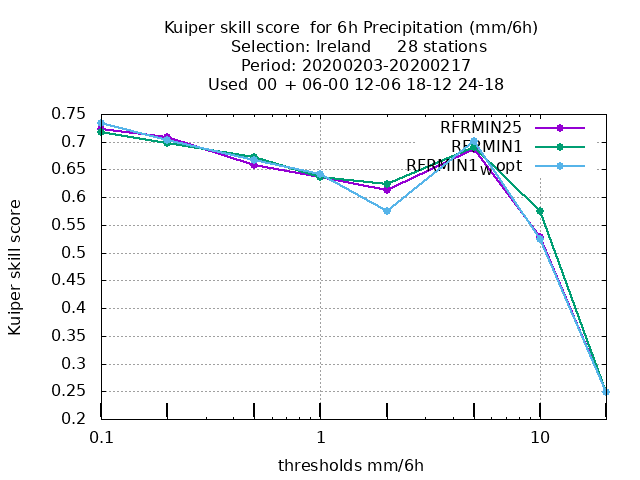 Kuiper skill score  for 6h Precipitation (mm/6h)
Selection: Ireland     28 stations
Period: 20200203-20200217
Used  00 + 06-00 12-06 18-12 24-18
RFRMIN25
RFRMIN1
RFRMIN1wopt
0.75
0.7
0.65
0.6
0.55
0.5
0.45
0.4
0.35
0.3
0.25
0.2
Kuiper skill score
0.1 1 10
thresholds mm/6h